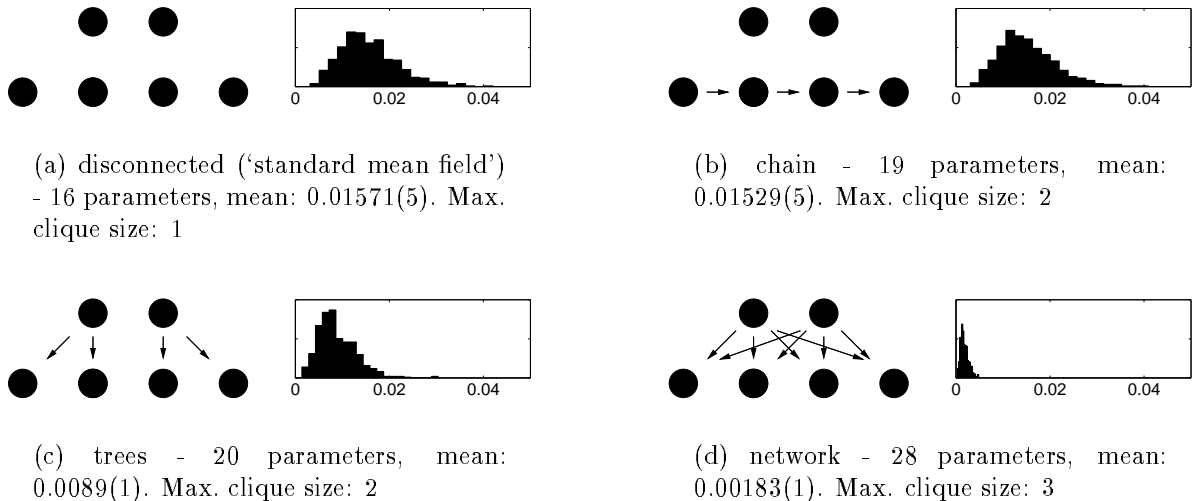 0 0.02 0.04
0 0.02 0.04
(a) disconnected (‘standard mean field’)
- 16 parameters, mean: 0.01571(5). Max.
clique size: 1
(b) chain - 19 parameters, mean:
0.01529(5). Max. clique size: 2
0 0.02 0.04
0 0.02 0.04
(c) trees - 20 parameters, mean:
0.0089(1). Max. clique size: 2
(d) network - 28 parameters, mean:
0.00183(1). Max. clique size: 3